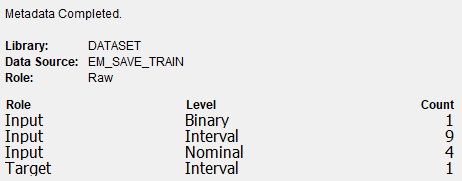 Metadata Completed.
Library: DATASET
Data Source: EM_SAVE_TRAIN
Role: Raw
Role Level Count
Input Binary 1
Input Interval 9
Input Nominal 4
Target Interval 1